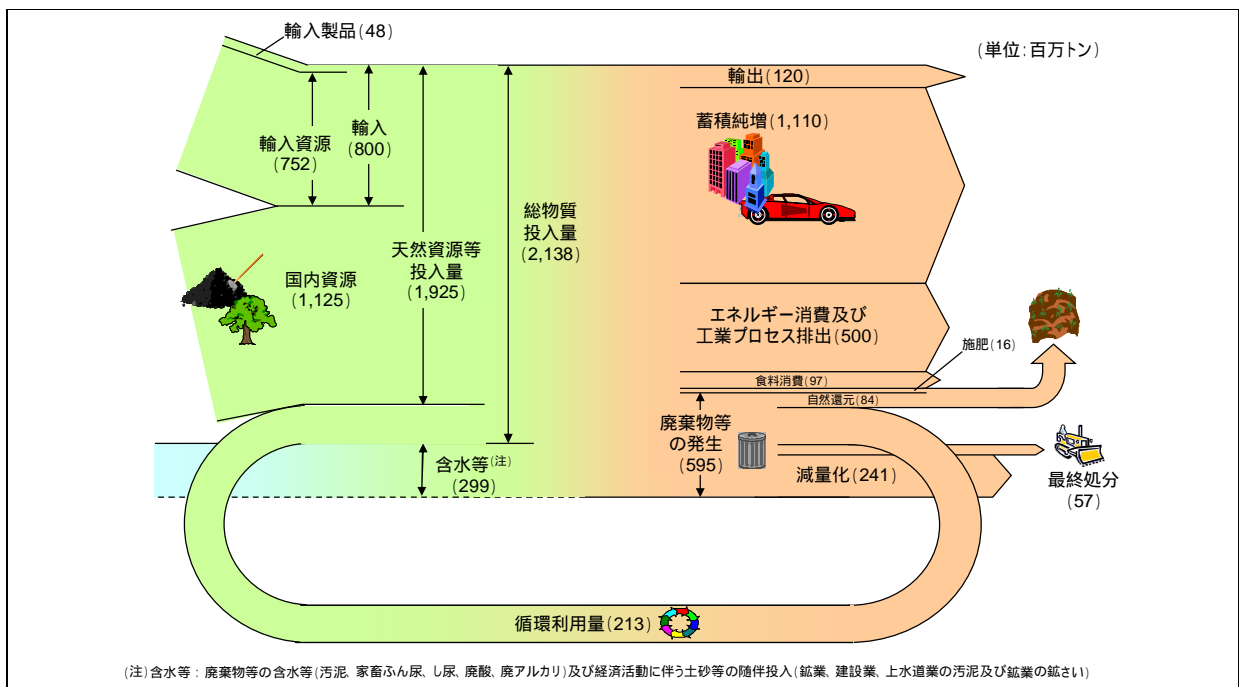 輸入製品(48)
(単位:百万トン)
輸出(120)
蓄積純増(1,110)
輸入
(800)
輸入資源
(752)
総物質
投入量
(2,138)
天然資源等
投入量
(1,925)
国内資源
(1,125)
エネルギー消費及び
工業プロセス排出(500)
施肥(16)
食料消費(97)
自然還元(84)
廃棄物等
の発生
(595)
含水等(注)
(299)
減量化(241)
最終処分
(57)
循環利用量(213)
(注)含水等:廃棄物等の含水等(汚泥、家畜ふん尿、し尿、廃酸、廃アルカリ)及び経済活動に伴う土砂等の随伴投入(鉱業、建設業、上水道業の汚泥及び鉱業の鉱さい)